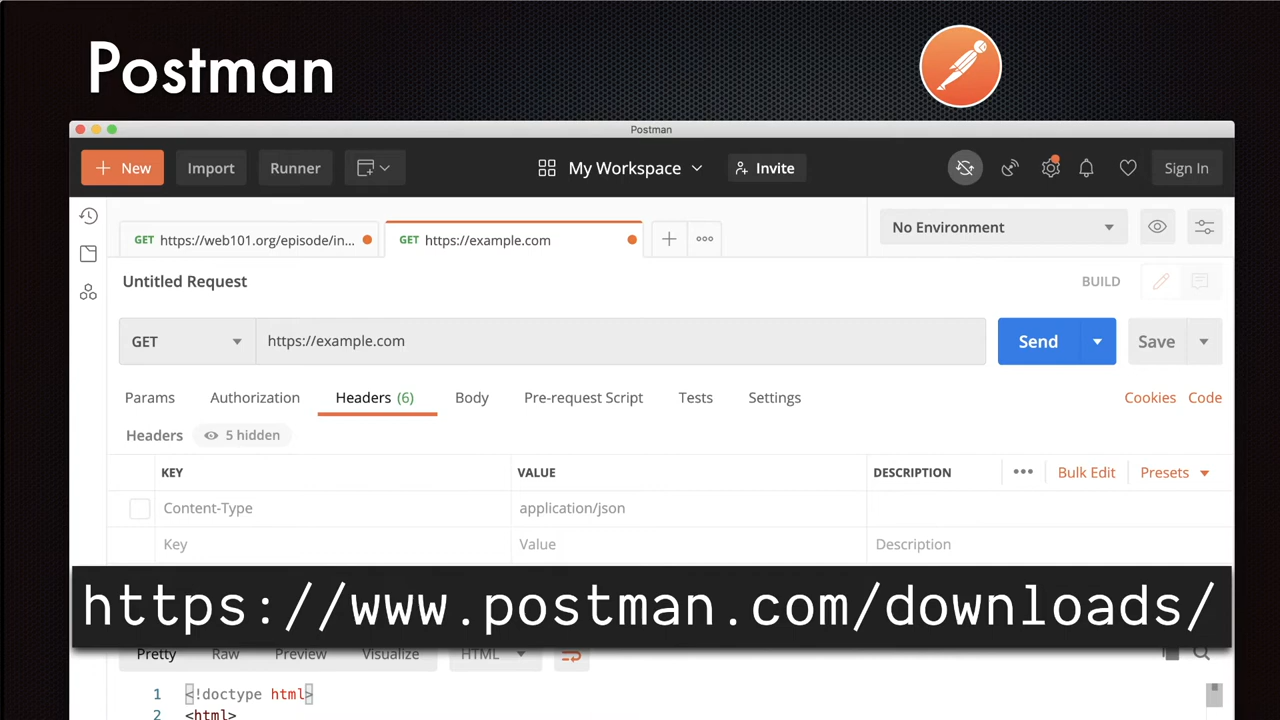 Postman
Postman
New Import Runner My Workspace Invite Sign In
GET https://web101.org/episode/in... GET https://example.com No Environment
Untitled Request BUILD
GET https://example.com Send Save
Params Authorization Headers (6) Body Pre-request Script Tests Settings Cookies Code
Headers 5 hidden
KEY VALUE DESCRIPTION Bulk Edit Presets
Content-Type application/json
Key Value Description
https://www.postman.com/downloads/
Pretty Raw Preview Visualize HTML
1 <!doctype html>
2 <html>